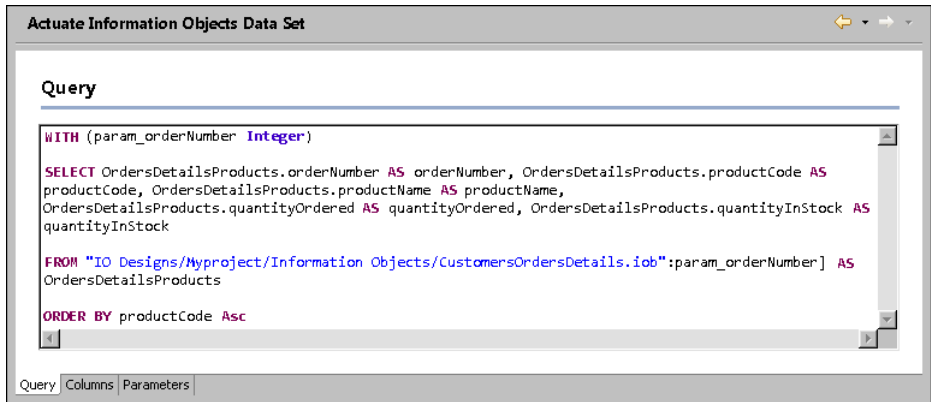 Actuate Information Objects Data Set
Query
WITH (param_orderNumber Integer)
SELECT OrdersDetailsProducts.orderNumber AS orderNumber, OrdersDetailsProducts.productCode AS
productCode, OrdersDetailsProducts.productName AS productName,
OrdersDetailsProducts.quantityOrdered AS quantityOrdered, OrdersDetailsProducts.quantityInStock AS
quantityInStock
FROM "IO Designs/Myproject/Information Objects/CustomersOrdersDetails.iob":param_orderNumber] AS
OrdersDetailsProducts
ORDER BY productCode Asc
Query Columns Parameters